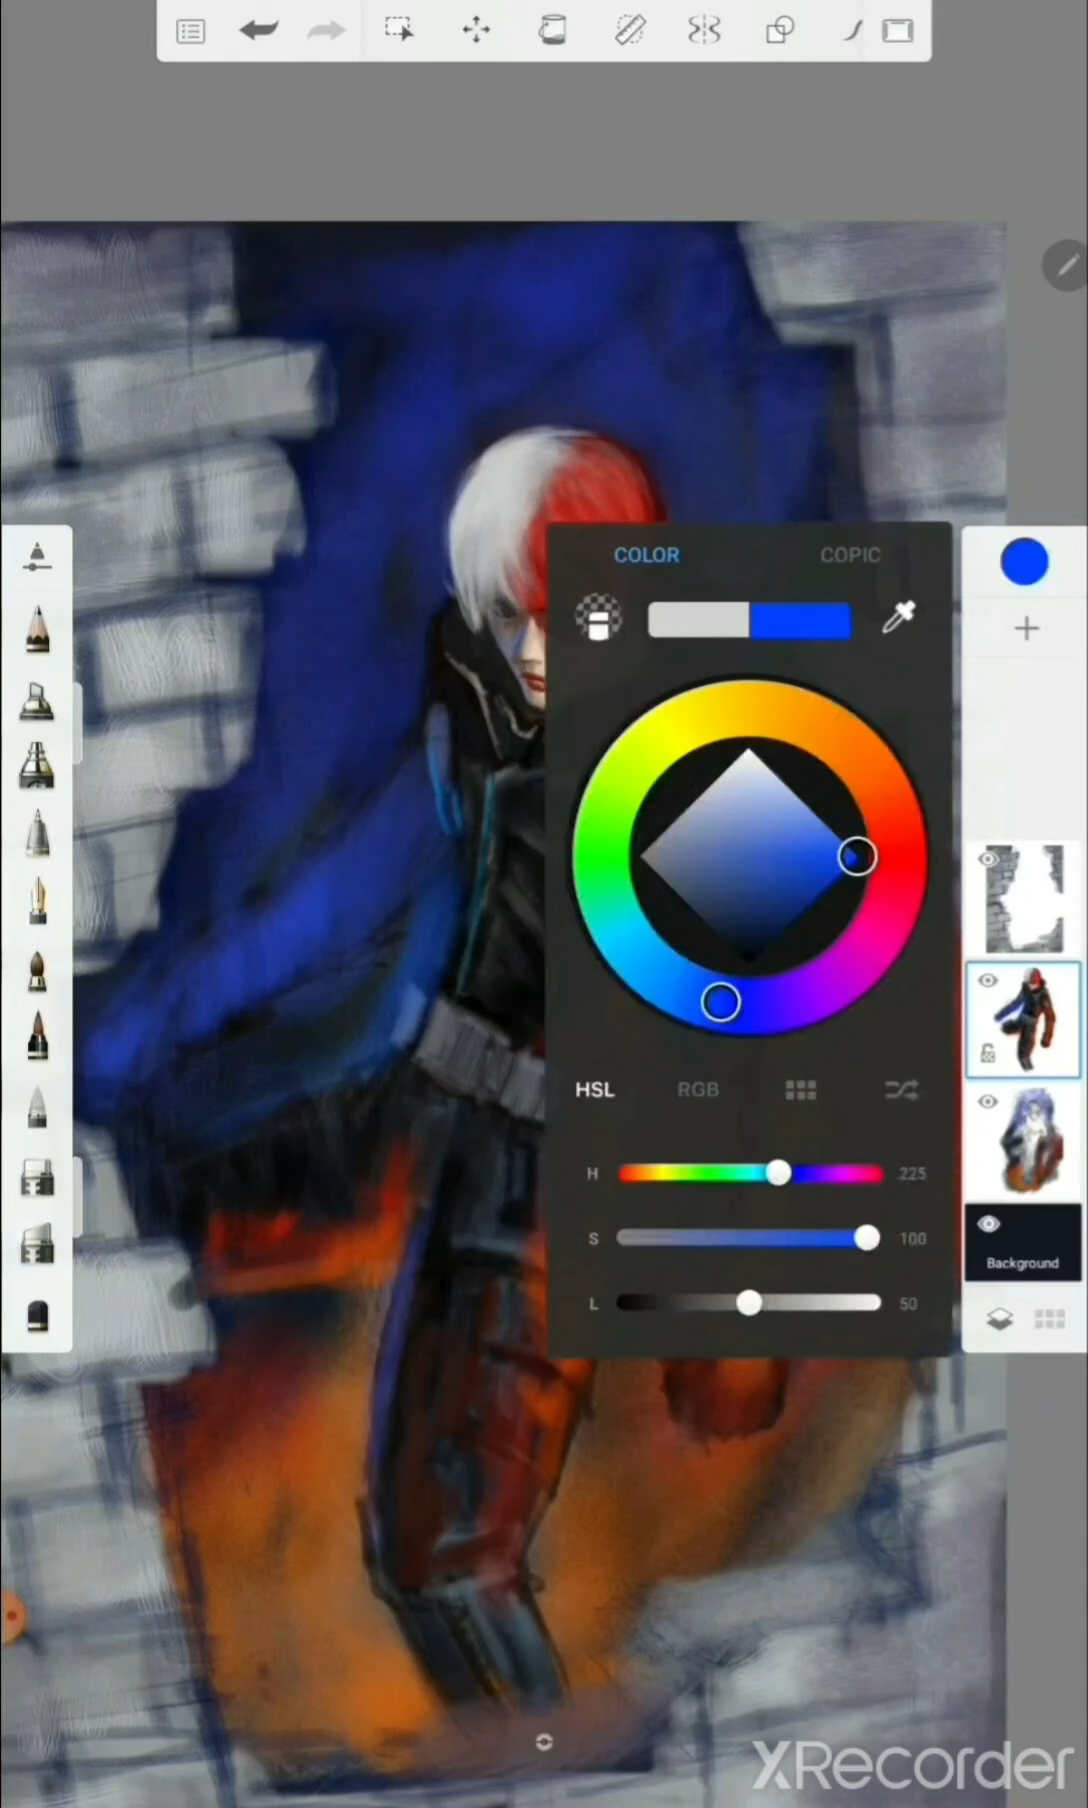 COLOR COPIC
HSL RGB
H 225
S 100
L 50
Background
XRecorder